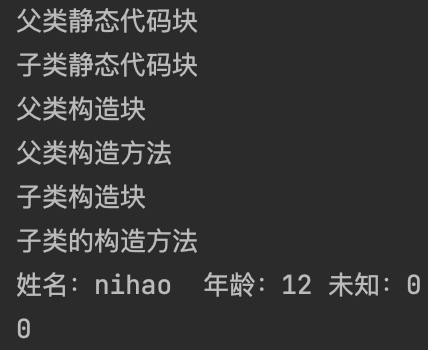 父类静态代码块
子类静态代码块
父类构造块
父类构造方法
子类构造块
子类的构造方法
姓名：nihao  年龄：12 未知：0
0